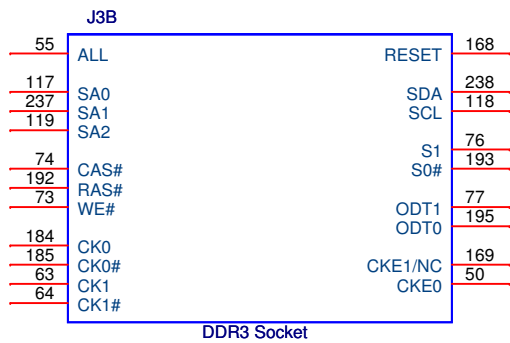 J3B
55 ALL RESET 168
117 SA0 SDA 238
237 SA1 SCL 118
119 SA2
S1 76
74 CAS# S0# 193
192 RAS#
73 WE# ODT1 77
ODT0 195
184 CK0
185 CK0# CKE1/NC 169
63 CK1 CKE0 50
64 CK1#
DDR3 Socket